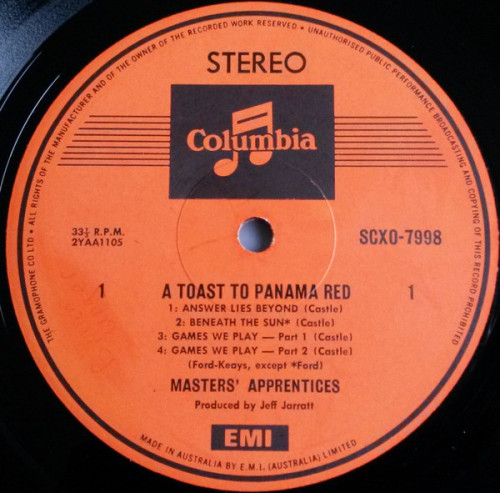 THE GRAMOPHONE CO LTD • ALL RIGHTS OF THE MANUFACTURER AND OF THE OWNER OF THE RECORDED WORK RESERVED • UNAUTHORISED PUBLIC PERFORMANCE BROADCASTING AND COPYING OF THIS RECORD PROHIBITED
STEREO
Columbia
33⅓ R.P.M.
2YAA1105
SCXO-7998
1 A TOAST TO PANAMA RED 1
1: ANSWER LIES BEYOND (Castle)
2: BENEATH THE SUN* (Castle)
3: GAMES WE PLAY — Part 1 (Castle)
4: GAMES WE PLAY — Part 2 (Castle)
(Ford-Keays, except *Ford)
MASTERS' APPRENTICES
Produced by Jeff Jarratt
EMI
MADE IN AUSTRALIA BY E.M.I. (AUSTRALIA) LIMITED